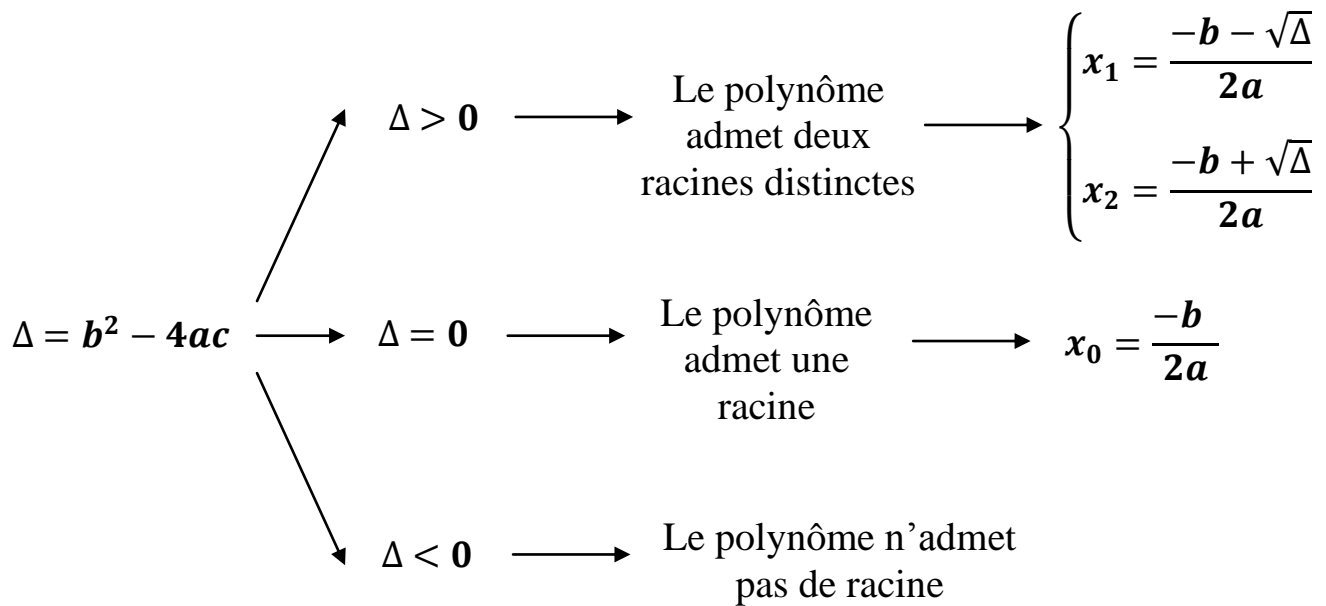 Δ = b² − 4ac
Δ > 0
Le polynôme
admet deux
racines distinctes
x₁ = (−b − √Δ) / 2a
x₂ = (−b + √Δ) / 2a
Δ = 0
Le polynôme
admet une
racine
x₀ = −b / 2a
Δ < 0
Le polynôme n’admet
pas de racine